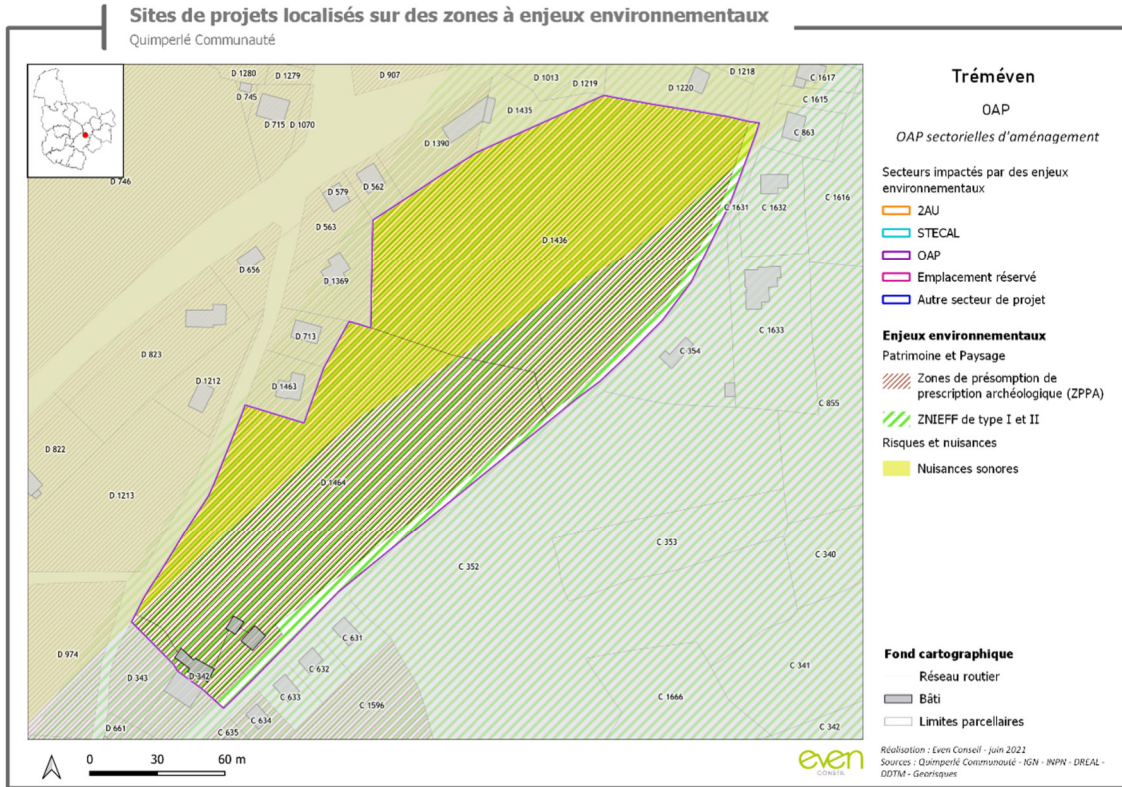 Sites de projets localisés sur des zones à enjeux environnementaux
Quimperlé Communauté
D 1280
D 1279
D 907
D 1013
D 1219
D 1218
C 1617
D 745
D 1220
C 1615
D 715
D 1070
D 1435
C 863
D 1390
D 746
D 562
D 579
C 1631
C 1632
C 1616
D 563
D 1436
D 656
D 1369
D 713
C 1633
C 354
D 823
D 1212
D 1463
C 855
D 822
D 1464
D 1213
C 353
C 340
C 352
C 631
D 974
D 343
D 342
C 632
C 341
C 633
C 1666
C 1596
C 634
D 661
C 635
C 342
0 30 60 m
Tréméven
OAP
OAP sectorielles d'aménagement
Secteurs impactés par des enjeux
environnementaux
2AU
STECAL
OAP
Emplacement réservé
Autre secteur de projet
Enjeux environnementaux
Patrimoine et Paysage
Zones de présomption de
prescription archéologique (ZPPA)
ZNIEFF de type I et II
Risques et nuisances
Nuisances sonores
Fond cartographique
Réseau routier
Bâti
Limites parcellaires
even
CONSEIL
Réalisation : Even Conseil - juin 2021
Sources : Quimperlé Communauté - IGN - INPN - DREAL -
DDTM - Georisques